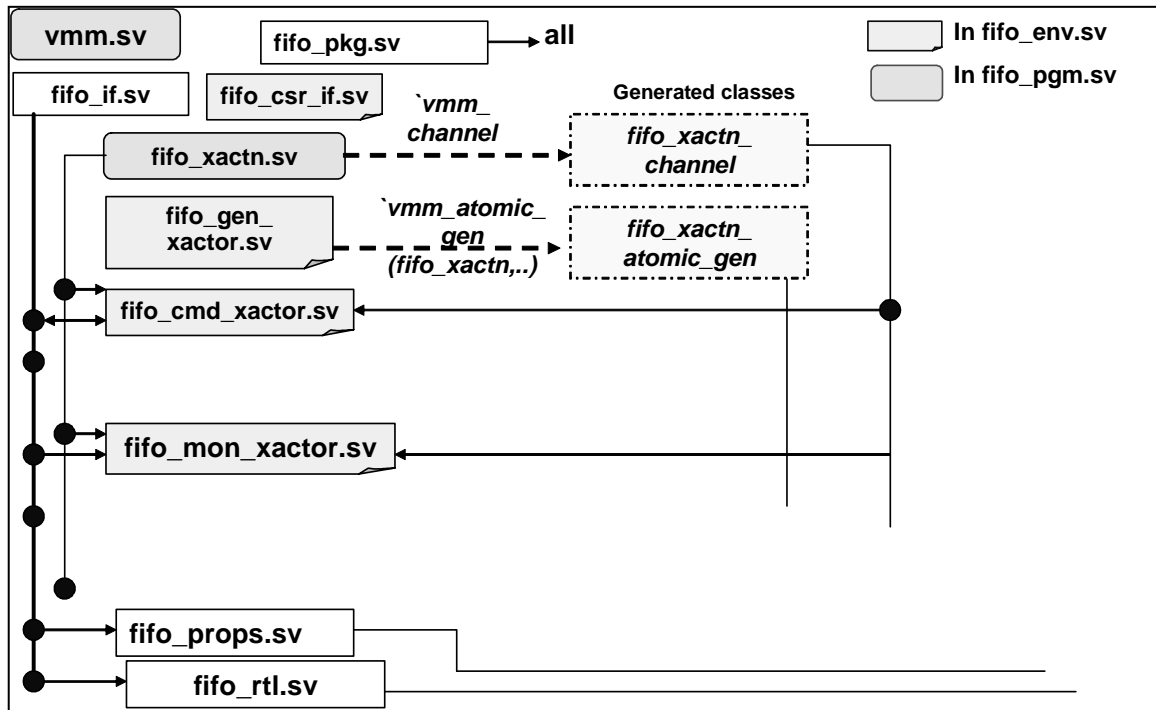 vmm.sv
fifo_pkg.sv
all
In fifo_env.sv
In fifo_pgm.sv
fifo_if.sv
fifo_csr_if.sv
Generated classes
`vmm_
channel
fifo_xactn.sv
fifo_xactn_
channel
fifo_gen_
xactor.sv
`vmm_atomic_
gen
(fifo_xactn,..)
fifo_xactn_
atomic_gen
fifo_cmd_xactor.sv
fifo_mon_xactor.sv
fifo_props.sv
fifo_rtl.sv